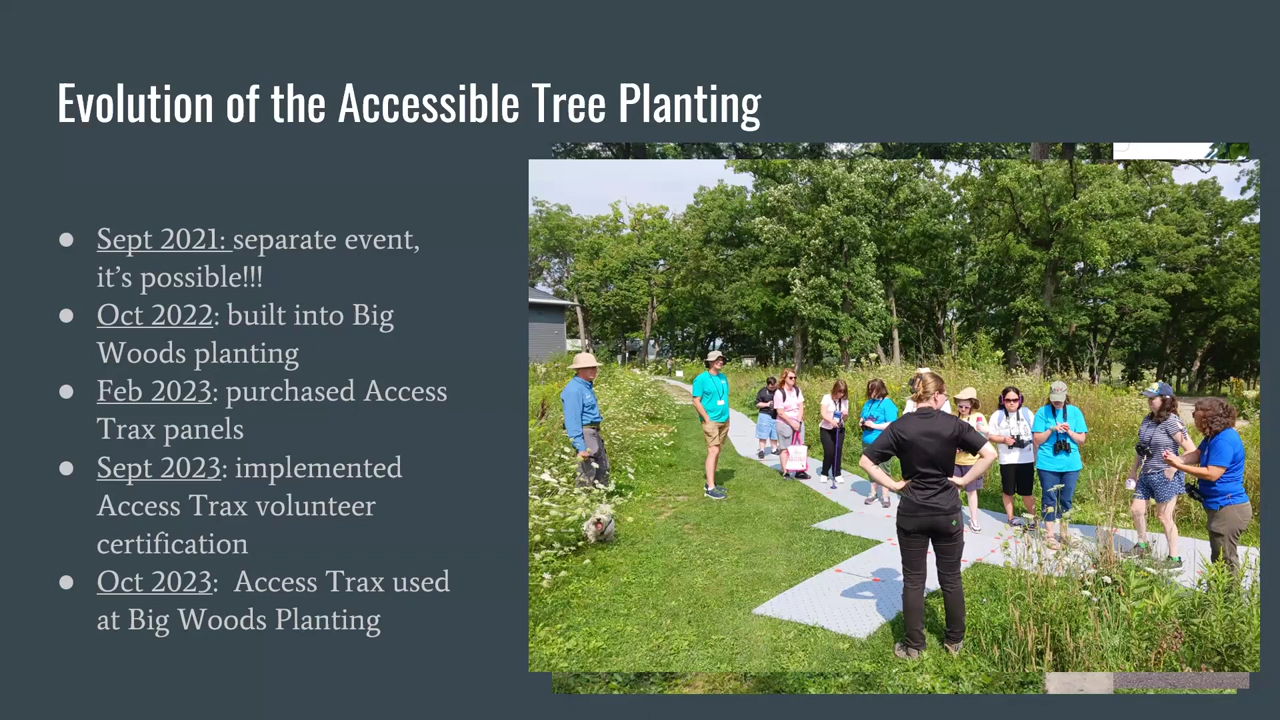 Evolution of the Accessible Tree Planting
● Sept 2021: separate event,
it’s possible!!!
● Oct 2022: built into Big
Woods planting
● Feb 2023: purchased Access
Trax panels
● Sept 2023: implemented
Access Trax volunteer
certification
● Oct 2023:  Access Trax used
at Big Woods Planting